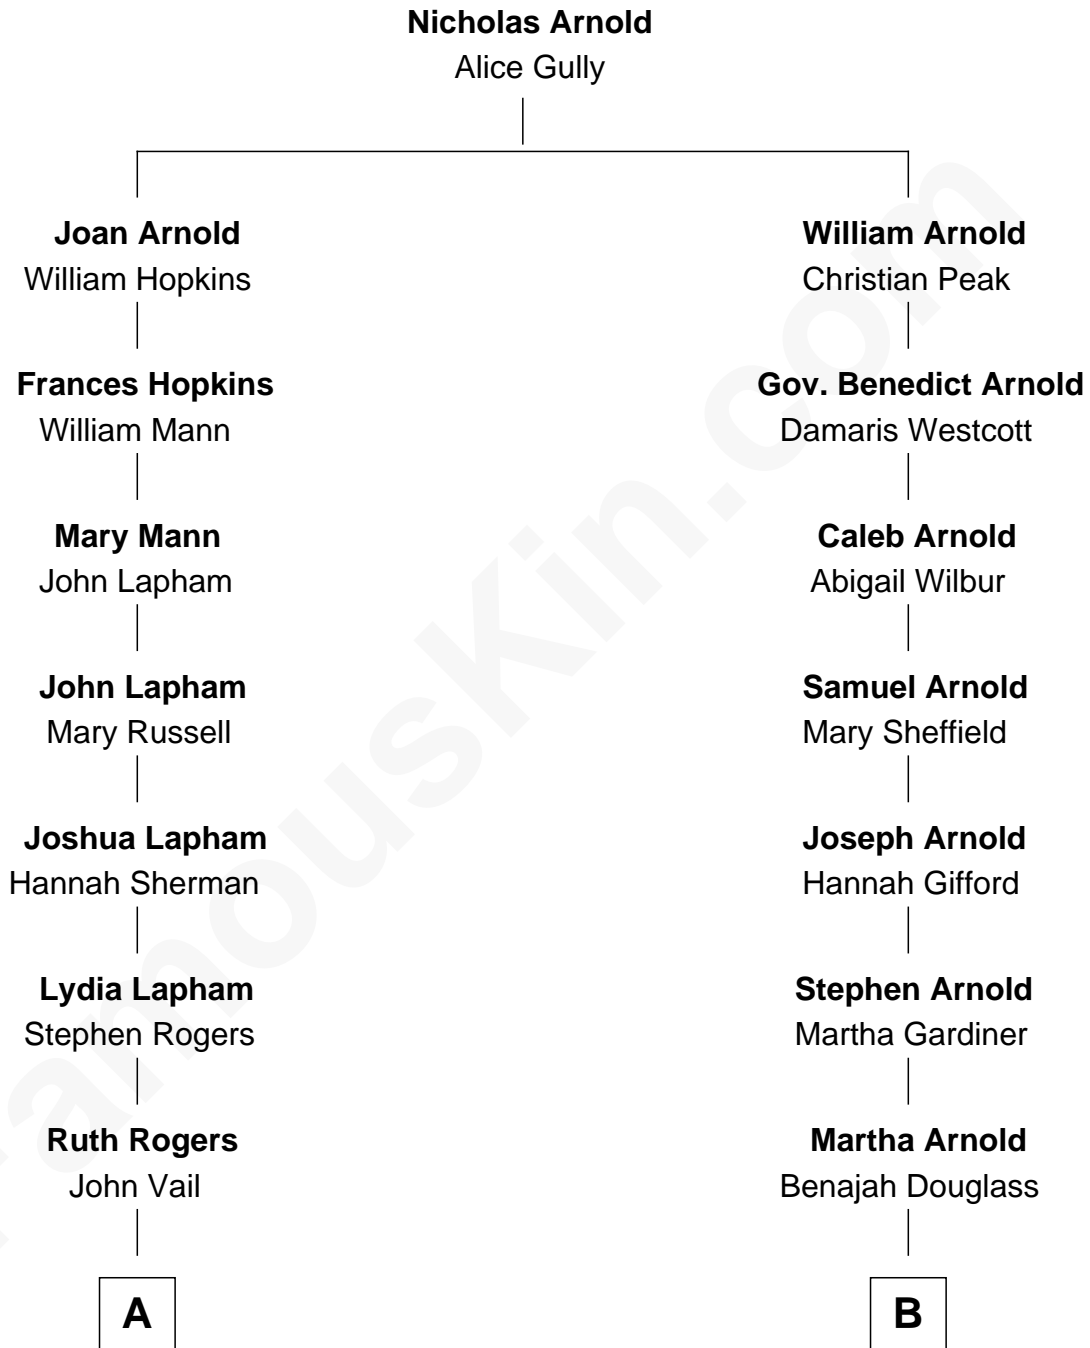 Nicholas Arnold
Alice Gully
Joan Arnold
William Hopkins
William Arnold
Christian Peak
Frances Hopkins
William Mann
Gov. Benedict Arnold
Damaris Westcott
Mary Mann
John Lapham
Caleb Arnold
Abigail Wilbur
John Lapham
Mary Russell
Samuel Arnold
Mary Sheffield
Joshua Lapham
Hannah Sherman
Joseph Arnold
Hannah Gifford
Lydia Lapham
Stephen Rogers
Stephen Arnold
Martha Gardiner
Ruth Rogers
John Vail
Martha Arnold
Benajah Douglass
A
B
FamousKin.com